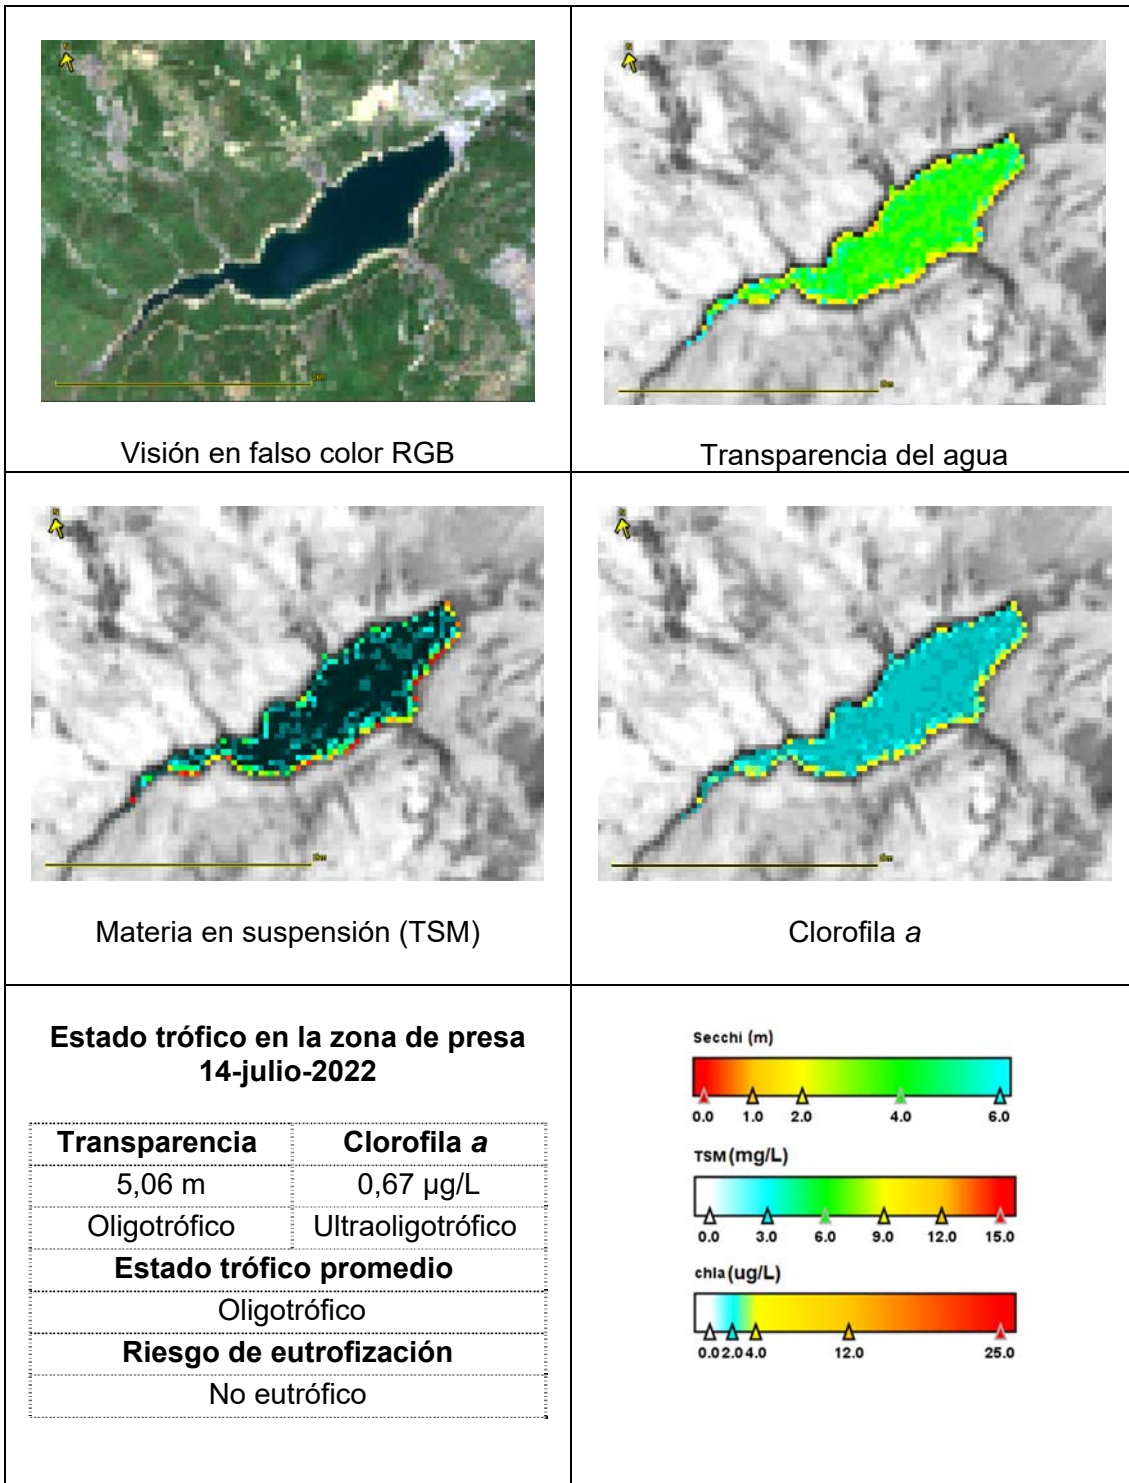 N
N
Visión en falso color RGB
Transparencia del agua
N
N
Materia en suspensión (TSM)
Clorofila a
Estado trófico en la zona de presa
14-julio-2022
Transparencia Clorofila a
5,06 m 0,67 µg/L
Oligotrófico Ultraoligotrófico
Estado trófico promedio
Oligotrófico
Riesgo de eutrofización
No eutrófico
Secchi (m)
0.0 1.0 2.0 4.0 6.0
TSM (mg/L)
0.0 3.0 6.0 9.0 12.0 15.0
chla (ug/L)
0.0 2.0 4.0 12.0 25.0